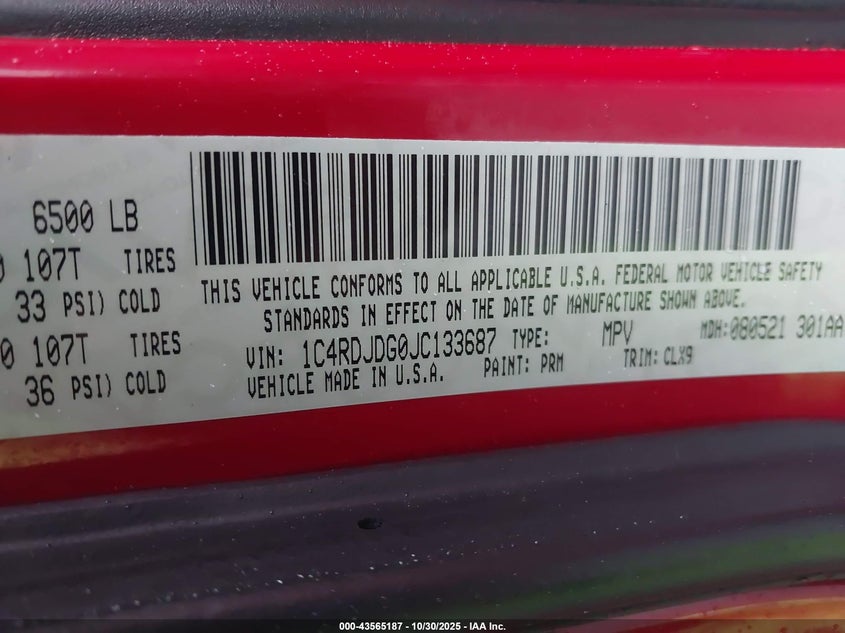 6500 LB
0 107T TIRES
33 PSI) COLD
0 107T TIRES
36 PSI) COLD
THIS VEHICLE CONFORMS TO ALL APPLICABLE U.S.A. FEDERAL MOTOR VEHICLE SAFETY
STANDARDS IN EFFECT ON THE DATE OF MANUFACTURE SHOWN ABOVE.
VIN: 1C4RDJDG0JC133687 TYPE: MPV MDH:080521 301AA
VEHICLE MADE IN U.S.A. PAINT: PRM TRIM: CLX9
000-43565187 - 10/30/2025 - IAA Inc.